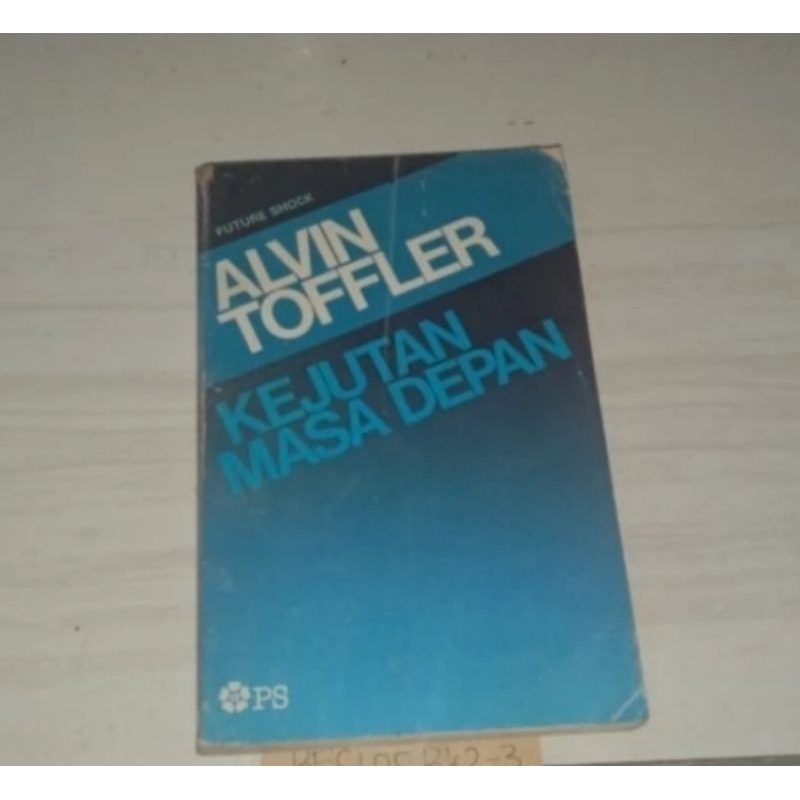 FUTURE SHOCK
ALVIN
TOFFLER
KEJUTAN
MASA DEPAN
PS